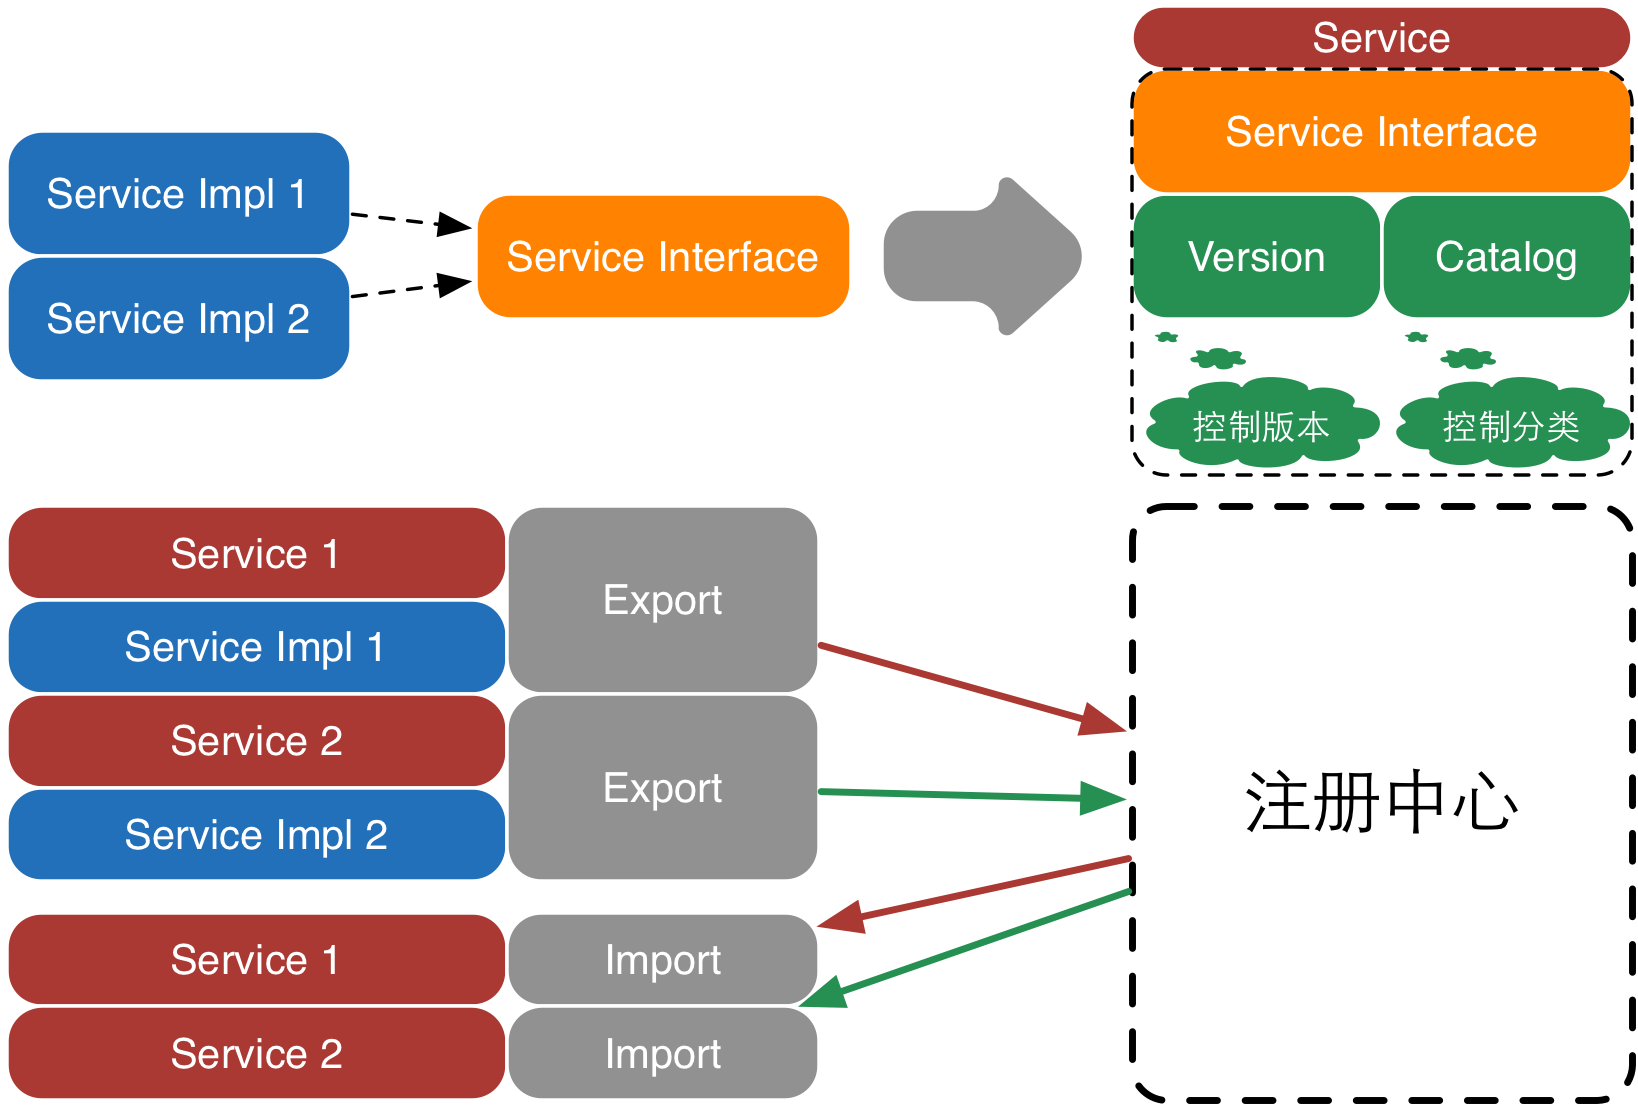 Service
Service Interface
Service Impl 1
Service Impl 2
Service Interface
Version
Catalog
控制版本
控制分类
Service 1
Export
Service Impl 1
Service 2
Export
Service Impl 2
注册中心
Service 1
Import
Service 2
Import